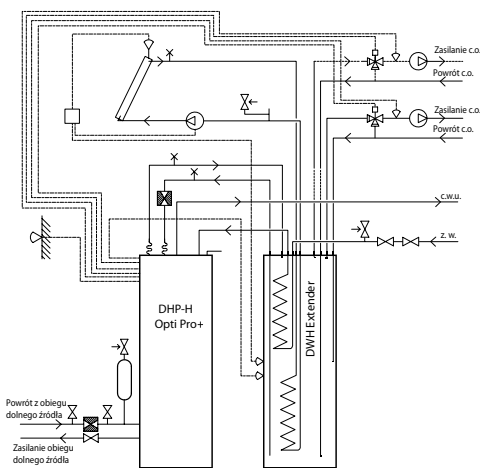 Zasilanie c.o.
Powrót c.o.
Zasilanie c.o.
Powrót c.o.
c.w.u.
z. w.
DHP-H
Opti Pro+
DWH Extender
Powrót z obiegu
dolnego źródła
Zasilanie obiegu
dolnego źródła